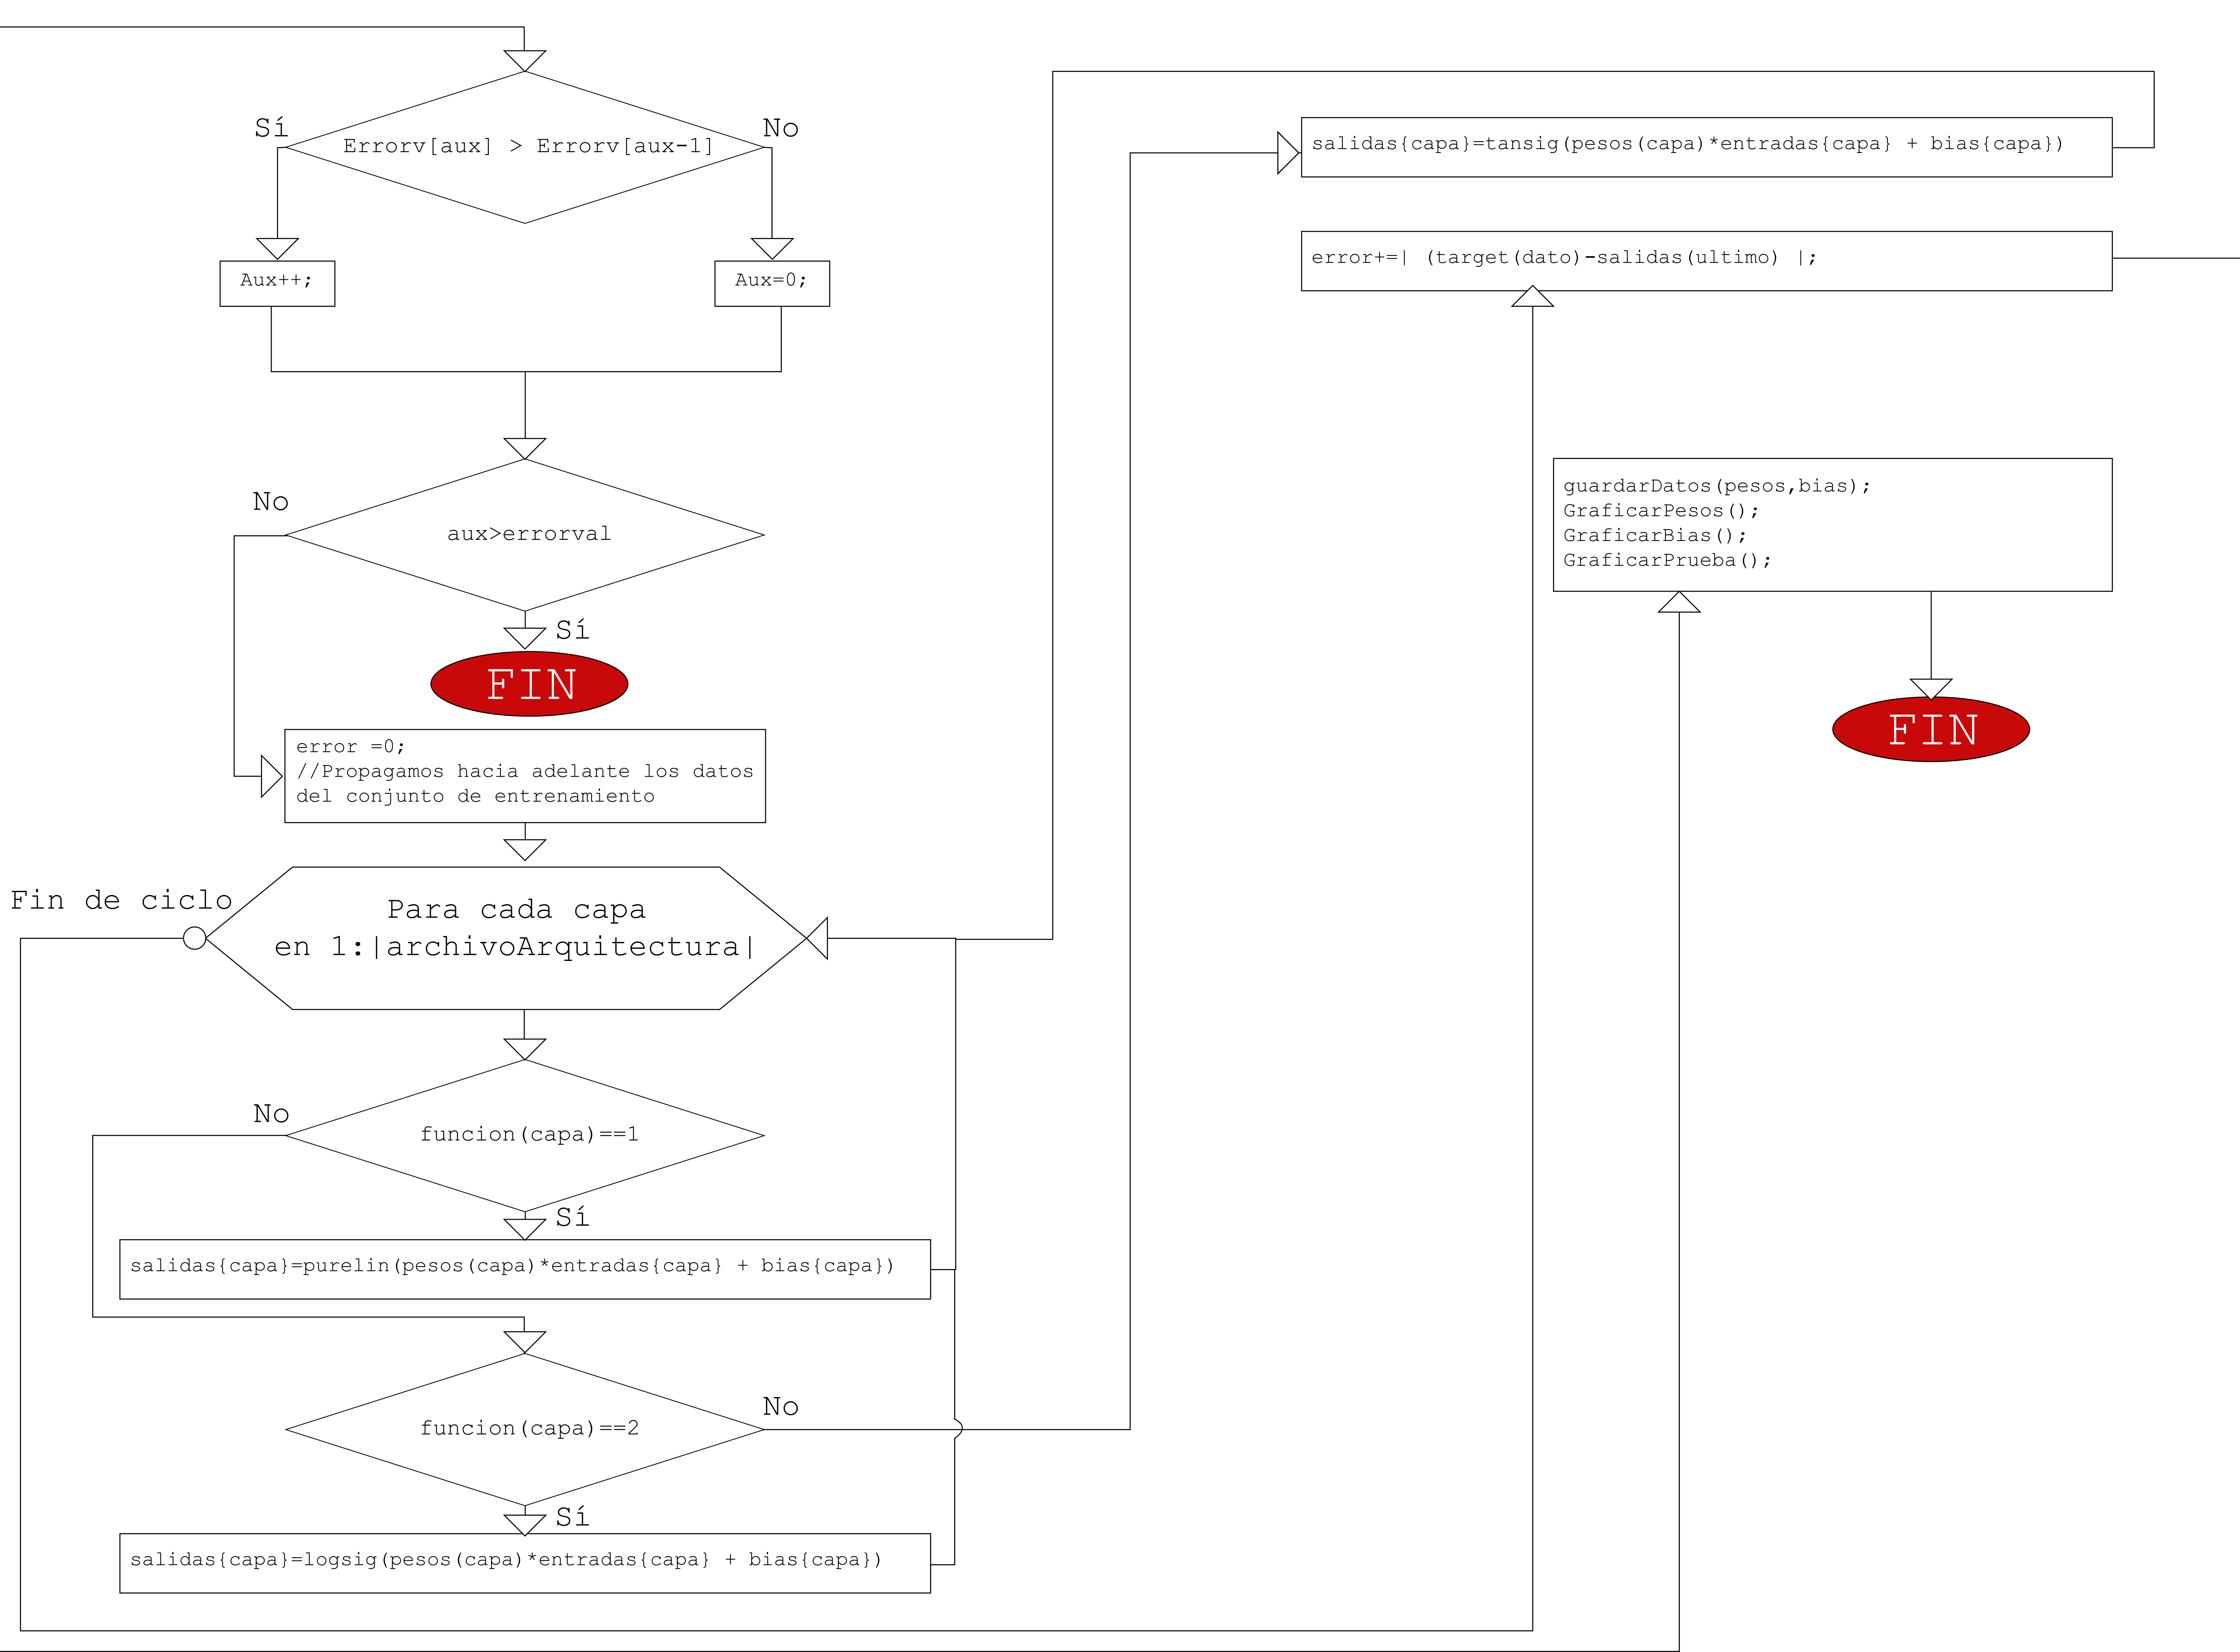 Sí
No
Errorv[aux] > Errorv[aux-1]
Aux++;
Aux=0;
No
aux>errorval
Sí
FIN
error =0;
//Propagamos hacia adelante los datos
del conjunto de entrenamiento
Fin de ciclo
Para cada capa
en 1:|archivoArquitectura|
No
funcion(capa)==1
Sí
salidas{capa}=purelin(pesos(capa)*entradas{capa} + bias{capa})
No
funcion(capa)==2
Sí
salidas{capa}=logsig(pesos(capa)*entradas{capa} + bias{capa})
salidas{capa}=tansig(pesos(capa)*entradas{capa} + bias{capa})
error+=| (target(dato)-salidas(ultimo) |;
guardarDatos(pesos,bias);
GraficarPesos();
GraficarBias();
GraficarPrueba();
FIN